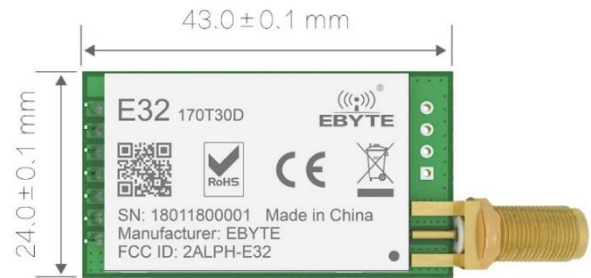 43.0±0.1 mm
24.0±0.1 mm
E32 170T30D
®
EBYTE
RoHS
CE
SN: 18011800001 Made in China
Manufacturer: EBYTE
FCC ID: 2ALPH-E32